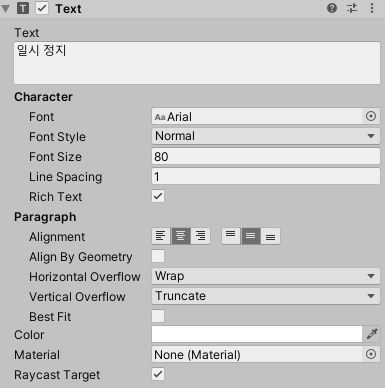 Text
Text
일시 정지
Character
Font Aa Arial
Font Style Normal
Font Size 80
Line Spacing 1
Rich Text
Paragraph
Alignment
Align By Geometry
Horizontal Overflow Wrap
Vertical Overflow Truncate
Best Fit
Color
Material None (Material)
Raycast Target